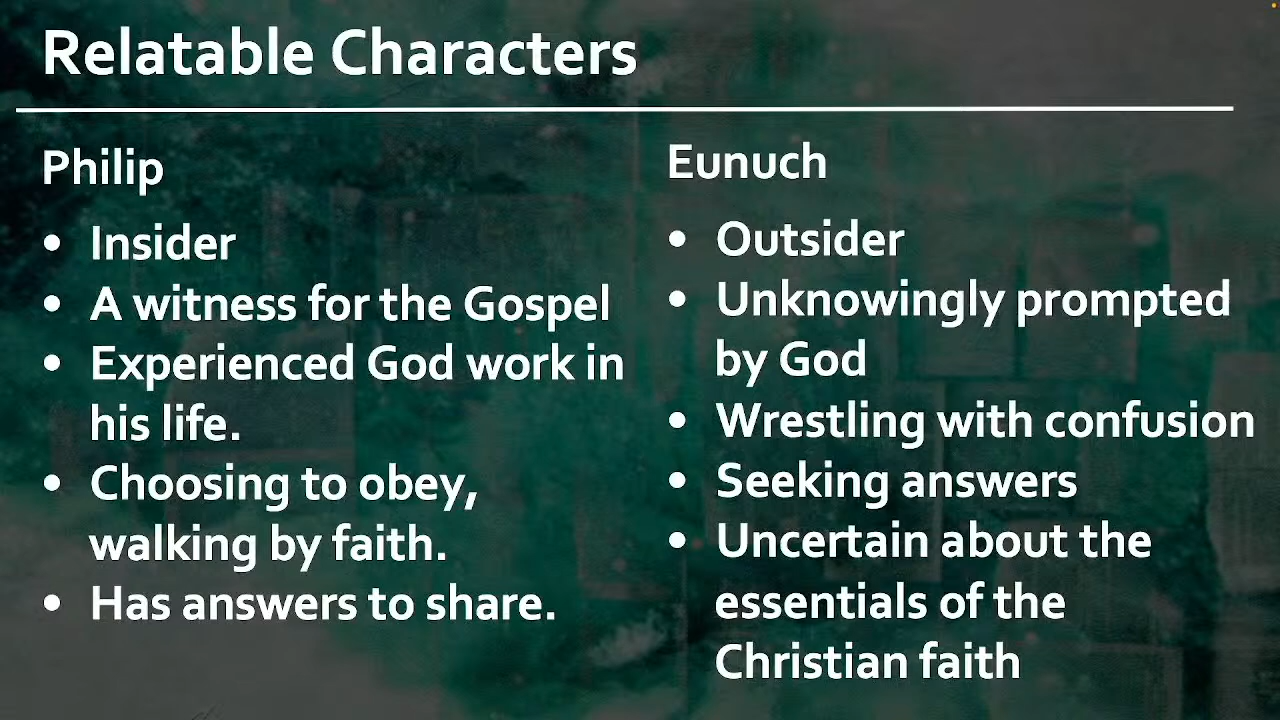 Relatable Characters
Philip
• Insider
• A witness for the Gospel
• Experienced God work in
his life.
• Choosing to obey,
walking by faith.
• Has answers to share.
Eunuch
• Outsider
• Unknowingly prompted
by God
• Wrestling with confusion
• Seeking answers
• Uncertain about the
essentials of the
Christian faith